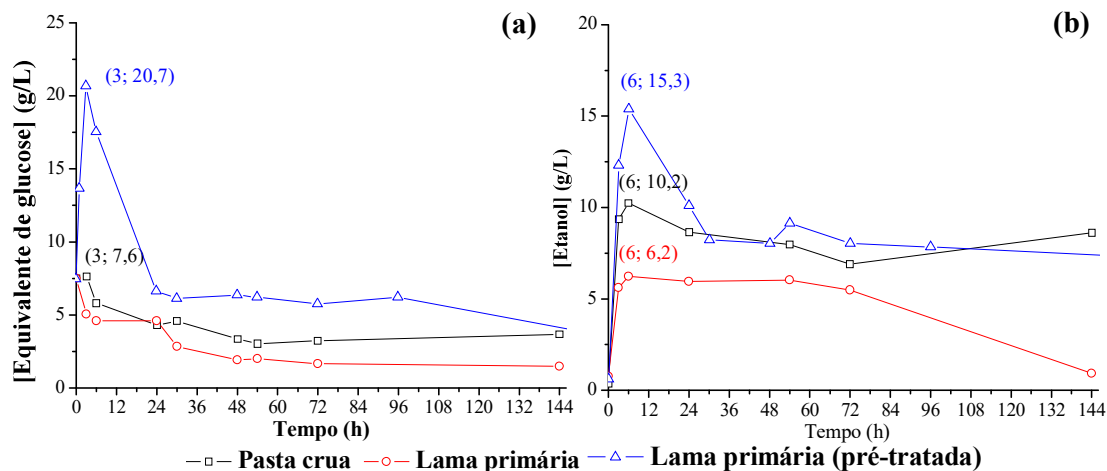 (a)
[Equivalente de glucose] (g/L)
25
20
15
10
5
0
(3; 20,7)
(3; 7,6)
0 12 24 36 48 60 72 84 96 108 120 132 144
Tempo (h)
(b)
[Etanol] (g/L)
20
15
10
5
0
(6; 15,3)
(6; 10,2)
(6; 6,2)
0 12 24 36 48 60 72 84 96 108 120 132 144
Tempo (h)
Pasta crua Lama primária Lama primária (pré-tratada)